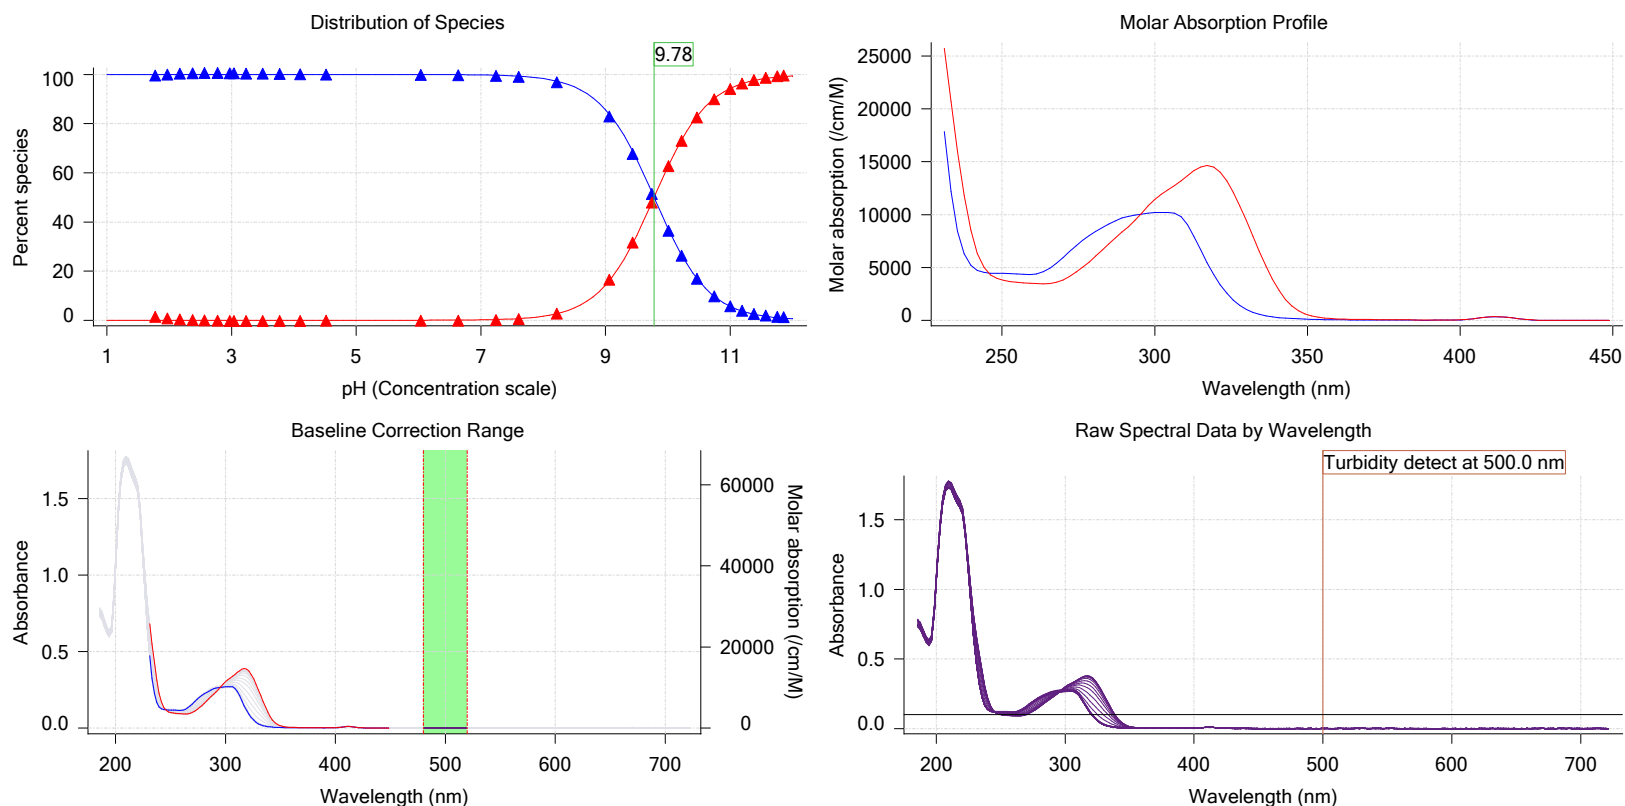 Distribution of Species
9.78
100
80
60
40
20
0
Percent species
1 3 5 7 9 11
pH (Concentration scale)
Molar Absorption Profile
25000
20000
15000
10000
5000
0
Molar absorption (/cm/M)
250 300 350 400 450
Wavelength (nm)
Baseline Correction Range
1.5
1.0
0.5
0.0
Absorbance
60000
40000
20000
0
Molar absorption (/cm/M)
200 300 400 500 600 700
Wavelength (nm)
Raw Spectral Data by Wavelength
Turbidity detect at 500.0 nm
1.5
1.0
0.5
0.0
Absorbance
200 300 400 500 600 700
Wavelength (nm)